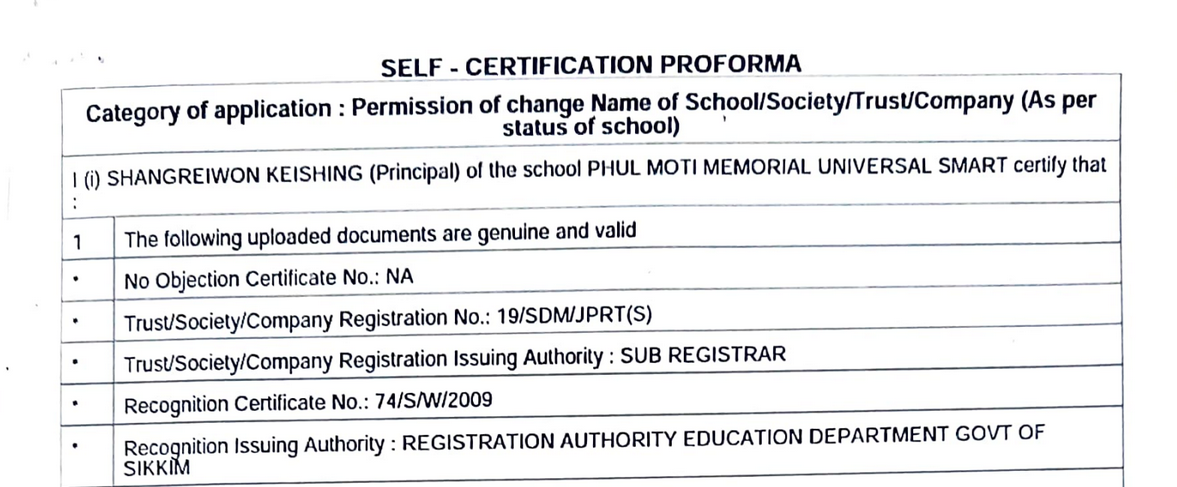 SELF - CERTIFICATION PROFORMA
Category of application : Permission of change Name of School/Society/Trust/Company (As per
status of school)
I (i) SHANGREIWON KEISHING (Principal) of the school PHUL MOTI MEMORIAL UNIVERSAL SMART certify that
:
1 The following uploaded documents are genuine and valid
• No Objection Certificate No.: NA
• Trust/Society/Company Registration No.: 19/SDM/JPRT(S)
• Trust/Society/Company Registration Issuing Authority : SUB REGISTRAR
• Recognition Certificate No.: 74/S/W/2009
• Recognition Issuing Authority : REGISTRATION AUTHORITY EDUCATION DEPARTMENT GOVT OF
SIKKIM